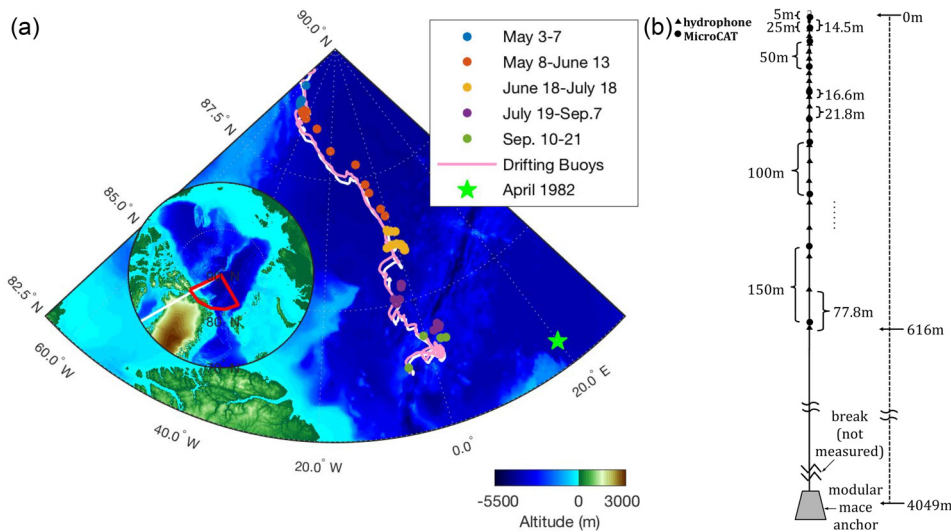 (a)
90.0° N
87.5° N
85.0° N
82.5° N
60.0° W
40.0° W
20.0° W
0.0°
20.0° E
May 3-7
May 8-June 13
June 18-July 18
July 19-Sep.7
Sep. 10-21
Drifting Buoys
April 1982
80° N
-5500
0
3000
Altitude (m)
(b)
5m
0m
25m
14.5m
hydrophone
MicroCAT
50m
16.6m
21.8m
100m
150m
77.8m
616m
break
(not
measured)
modular
mace
anchor
4049m